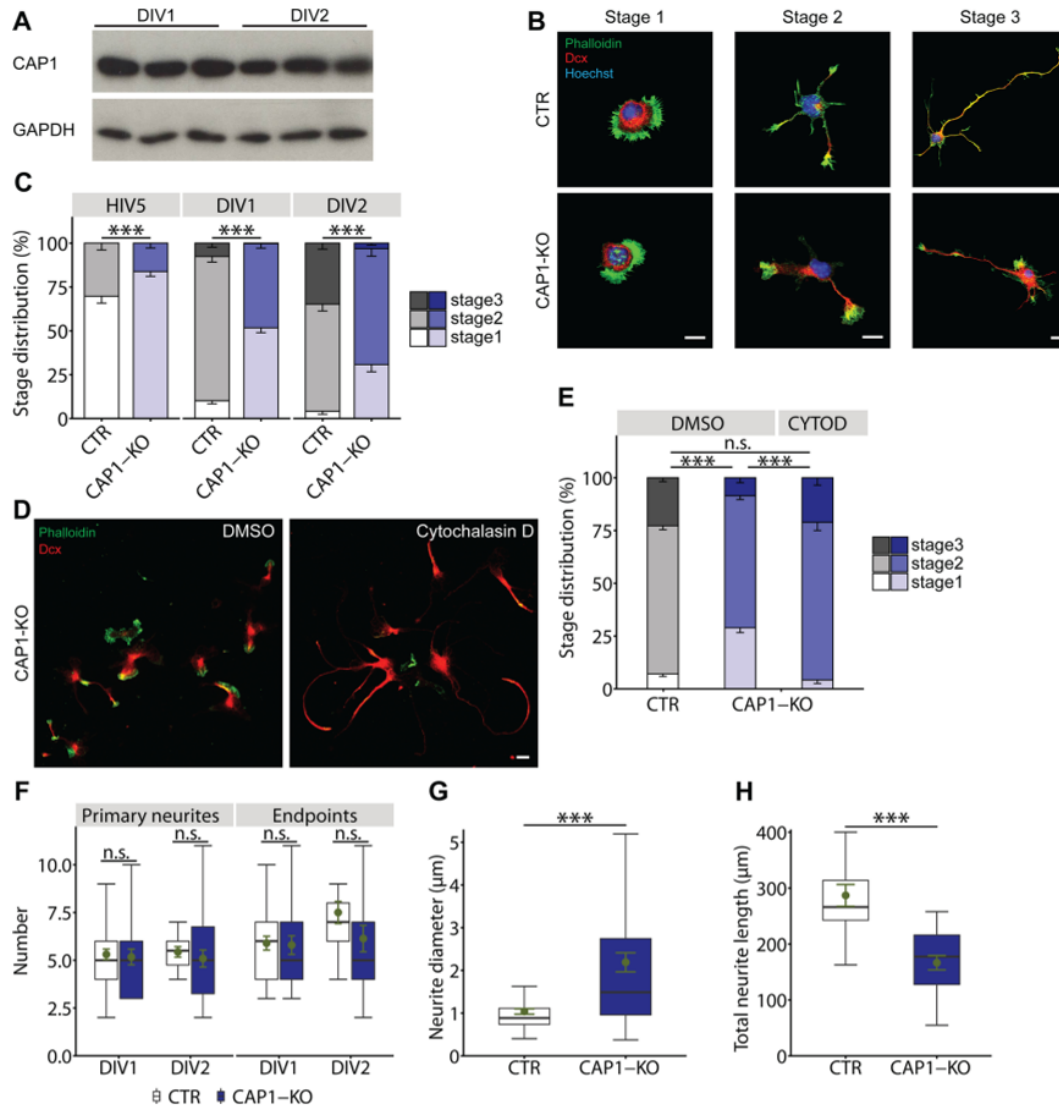 A
DIV1 DIV2
CAP1
GAPDH
B
Stage 1 Stage 2 Stage 3
Phalloidin
Dcx
Hoechst
CTR
CAP1-KO
C
HIV5 DIV1 DIV2
*** *** ***
100
75
50
25
0
Stage distribution (%)
stage3
stage2
stage1
CTR CAP1–KO CTR CAP1–KO CTR CAP1–KO
D
Phalloidin
Dcx
DMSO
Cytochalasin D
CAP1-KO
E
DMSO CYTOD
n.s.
*** ***
100
75
50
25
0
Stage distribution (%)
stage3
stage2
stage1
CTR CAP1–KO
F
Primary neurites Endpoints
n.s. n.s. n.s. n.s.
10.0
7.5
5.0
2.5
0.0
Number
DIV1 DIV2 DIV1 DIV2
CTR CAP1–KO
G
***
5
4
3
2
1
0
Neurite diameter (μm)
CTR CAP1–KO
H
***
400
300
200
100
0
Total neurite length (μm)
CTR CAP1–KO